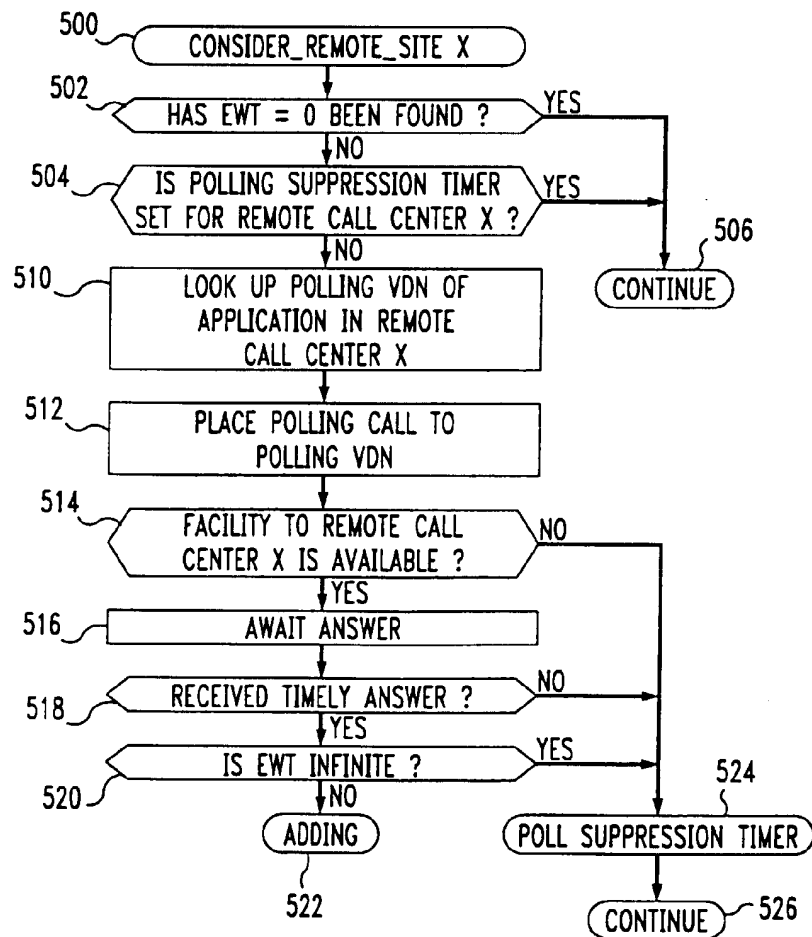 500
CONSIDER_REMOTE_SITE X
502
HAS EWT = 0 BEEN FOUND ?
YES
NO
504
IS POLLING SUPPRESSION TIMER
SET FOR REMOTE CALL CENTER X ?
YES
NO
506
CONTINUE
510
LOOK UP POLLING VDN OF
APPLICATION IN REMOTE
CALL CENTER X
512
PLACE POLLING CALL TO
POLLING VDN
514
FACILITY TO REMOTE CALL
CENTER X IS AVAILABLE ?
NO
YES
516
AWAIT ANSWER
518
RECEIVED TIMELY ANSWER ?
NO
YES
520
IS EWT INFINITE ?
YES
NO
522
ADDING
524
POLL SUPPRESSION TIMER
CONTINUE
526